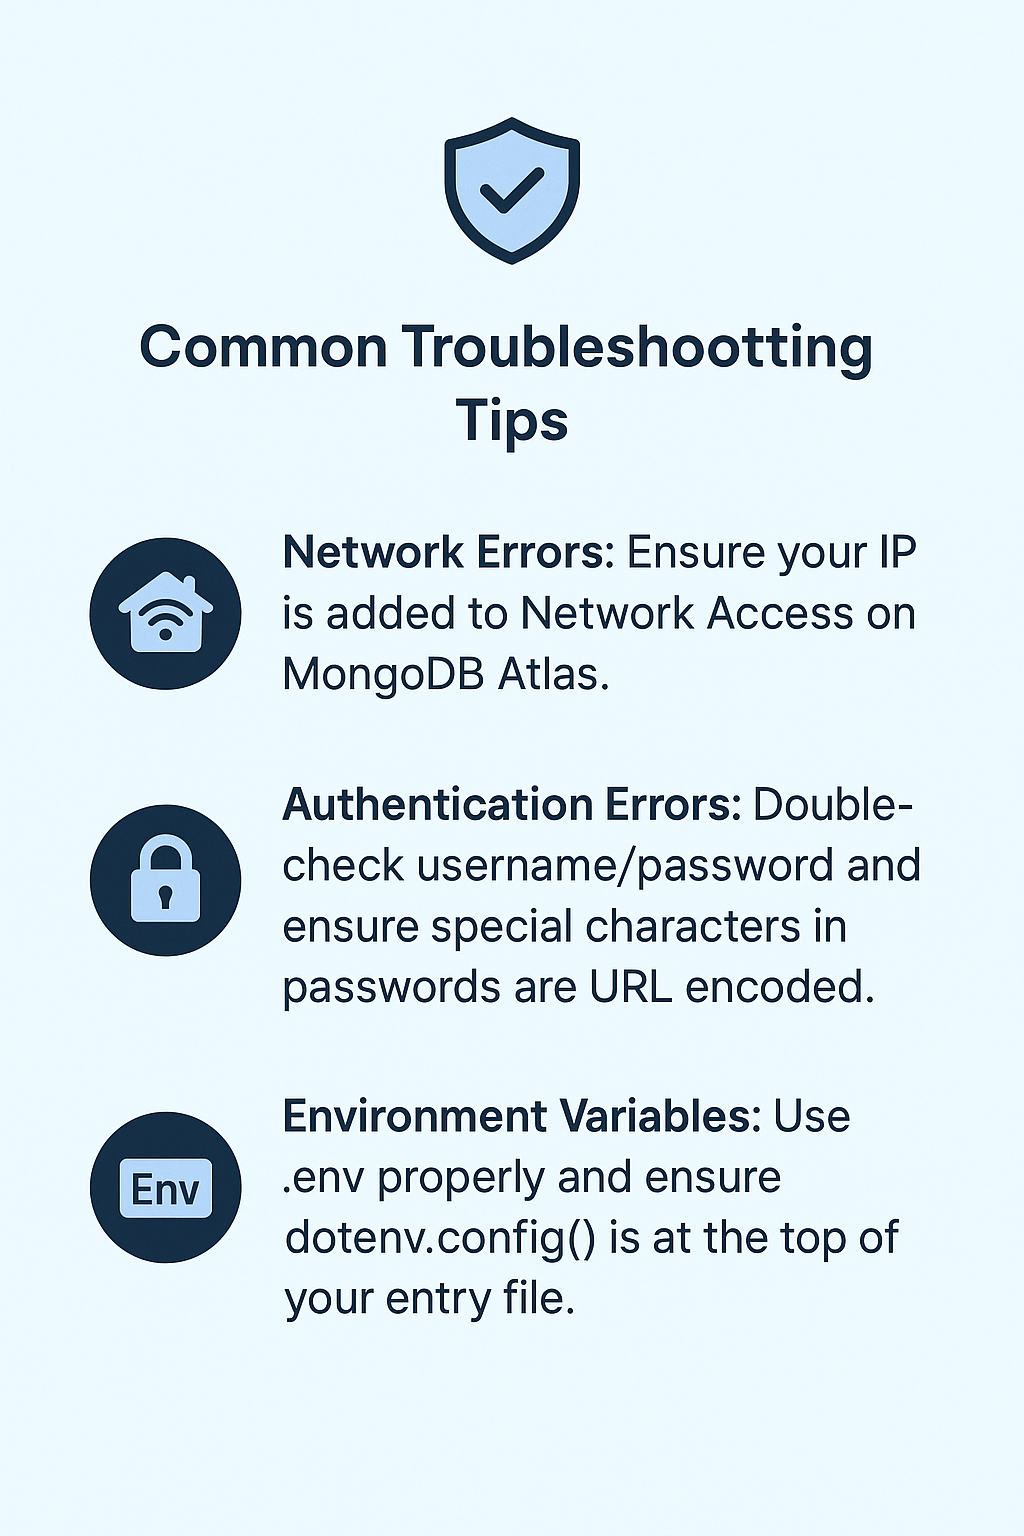 Common Troubleshootting
Tips
Network Errors: Ensure your IP
is added to Network Access on
MongoDB Atlas.
Authentication Errors: Double-
check username/password and
ensure special characters in
passwords are URL encoded.
Env
Environment Variables: Use
.env properly and ensure
dotenv.config() is at the top of
your entry file.